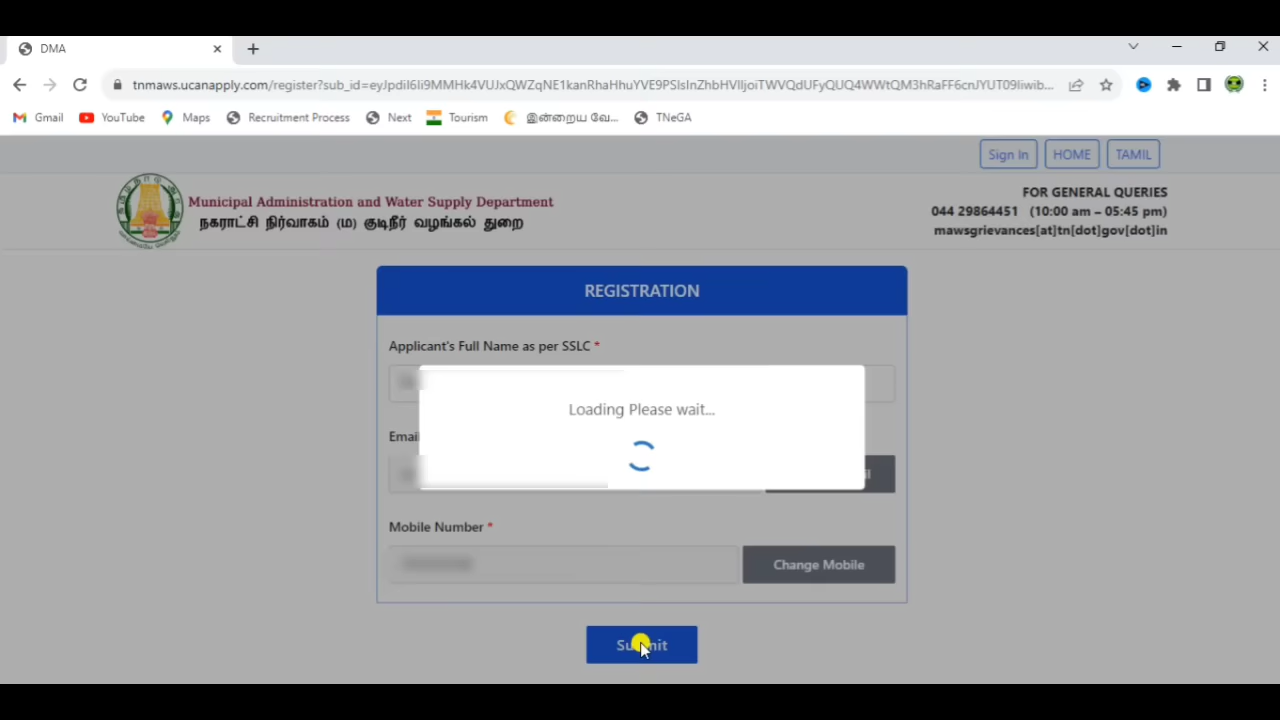 DMA
tnmaws.ucanapply.com/register?sub_id=
Gmail YouTube Maps Recruitment Process Next Tourism இன்றைய வே... TNeGA
Sign In HOME TAMIL
Municipal Administration and Water Supply Department
நகராட்சி நிர்வாகம் (ம) குடிநீர் வழங்கல் துறை
FOR GENERAL QUERIES
044 29864451 (10:00 am – 05:45 pm)
mawsgrievances[at]tn[dot]gov[dot]in
REGISTRATION
Applicant's Full Name as per SSLC *
Loading Please wait...
Email
Mobile Number *
Change Mobile
Submit